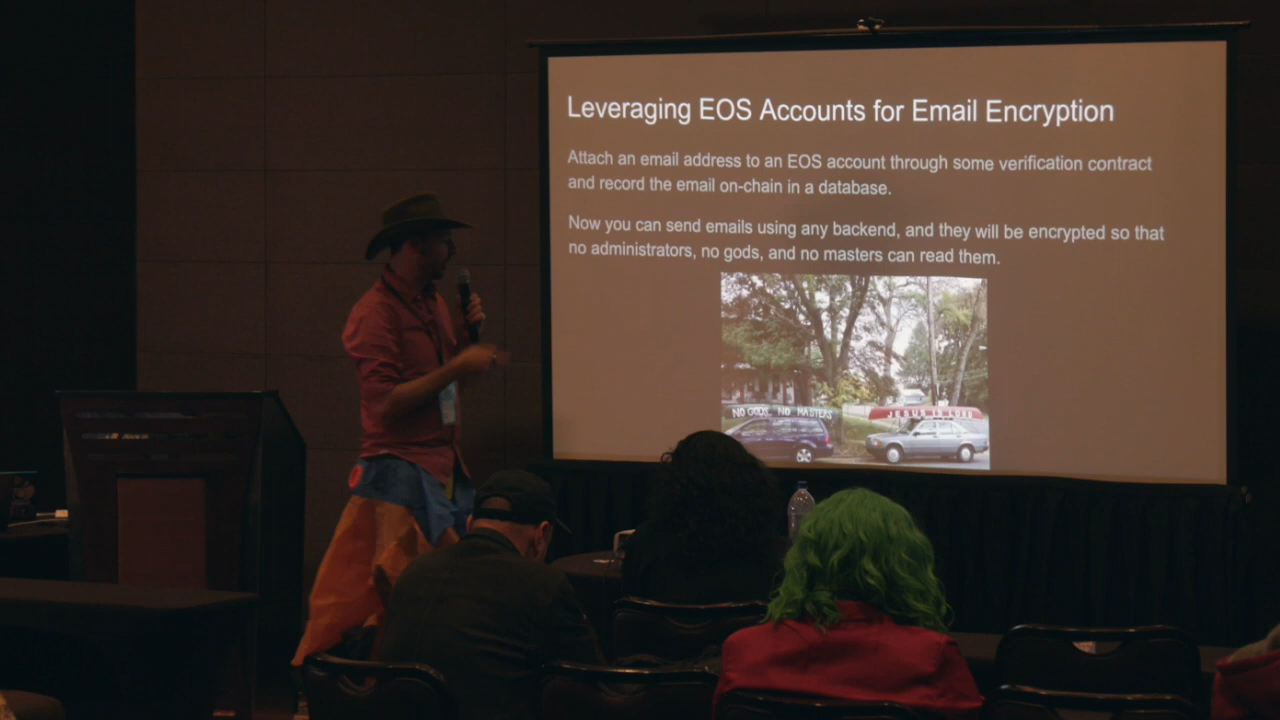 Leveraging EOS Accounts for Email Encryption
Attach an email address to an EOS account through some verification contract
and record the email on-chain in a database.
Now you can send emails using any backend, and they will be encrypted so that
no administrators, no gods, and no masters can read them.
NO GODS. NO MASTERS
JESUS IS LORD